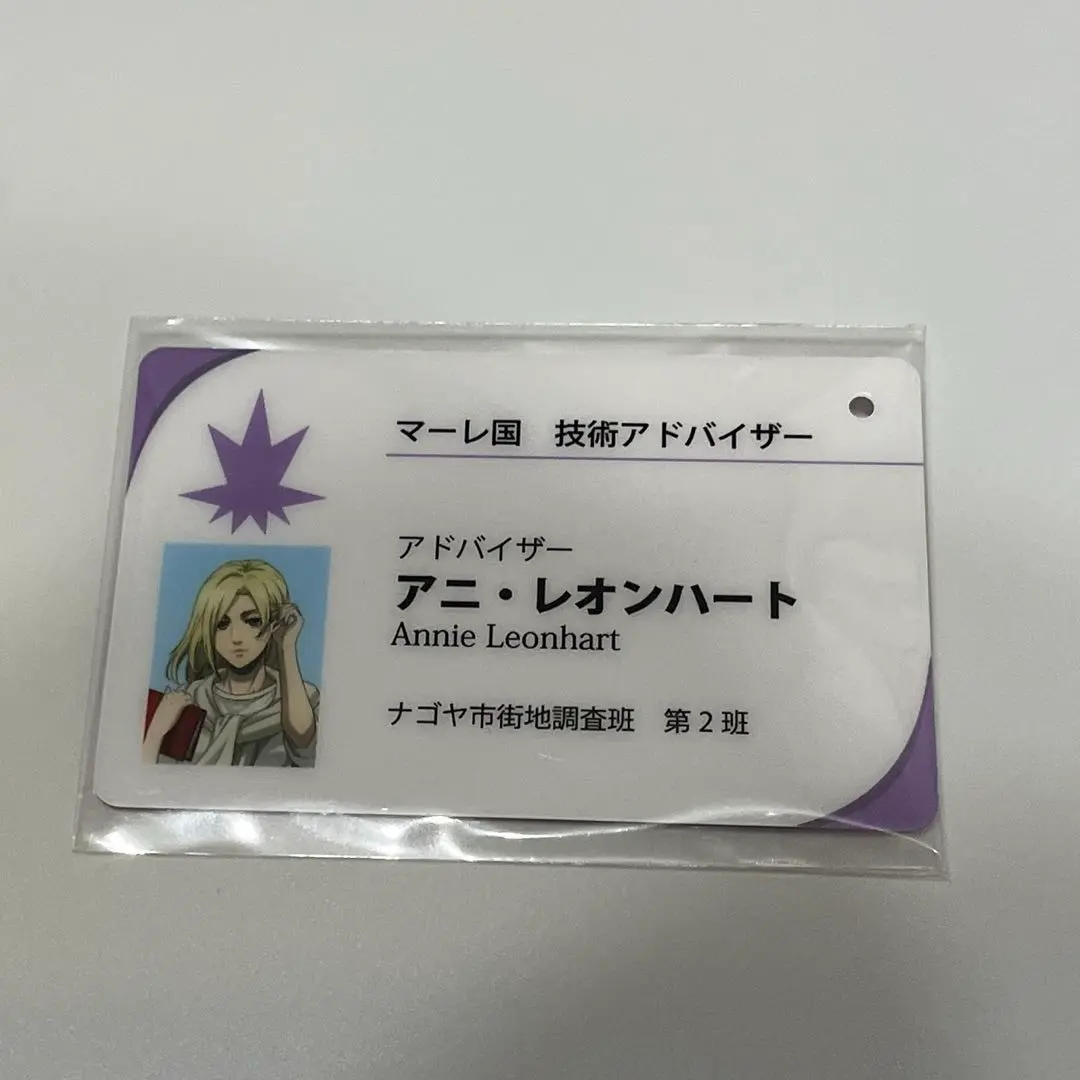 マーレ国　技術アドバイザー
アドバイザー
アニ・レオンハート
Annie Leonhart
ナゴヤ市街地調査班　第2班